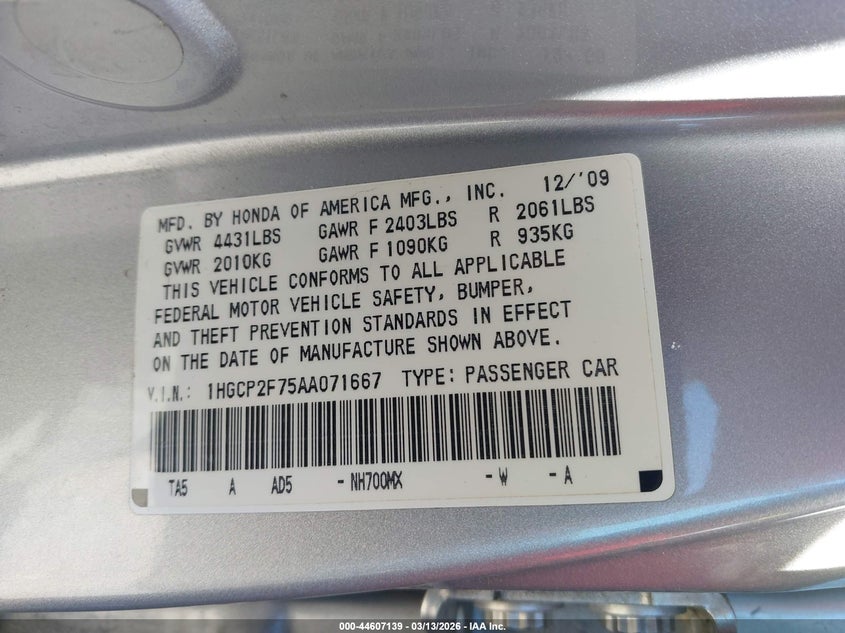 MFD. BY HONDA OF AMERICA MFG., INC. 12/'09
GVWR 4431LBS GAWR F 2403LBS R 2061LBS
GVWR 2010KG GAWR F 1090KG R 935KG
THIS VEHICLE CONFORMS TO ALL APPLICABLE
FEDERAL MOTOR VEHICLE SAFETY, BUMPER,
AND THEFT PREVENTION STANDARDS IN EFFECT
ON THE DATE OF MANUFACTURE SHOWN ABOVE.
V.I.N.: 1HGCP2F75AA071667 TYPE: PASSENGER CAR
TA5 A AD5 -NH700MX -W -A
000-44607139 — 03/13/2026 — IAA Inc.